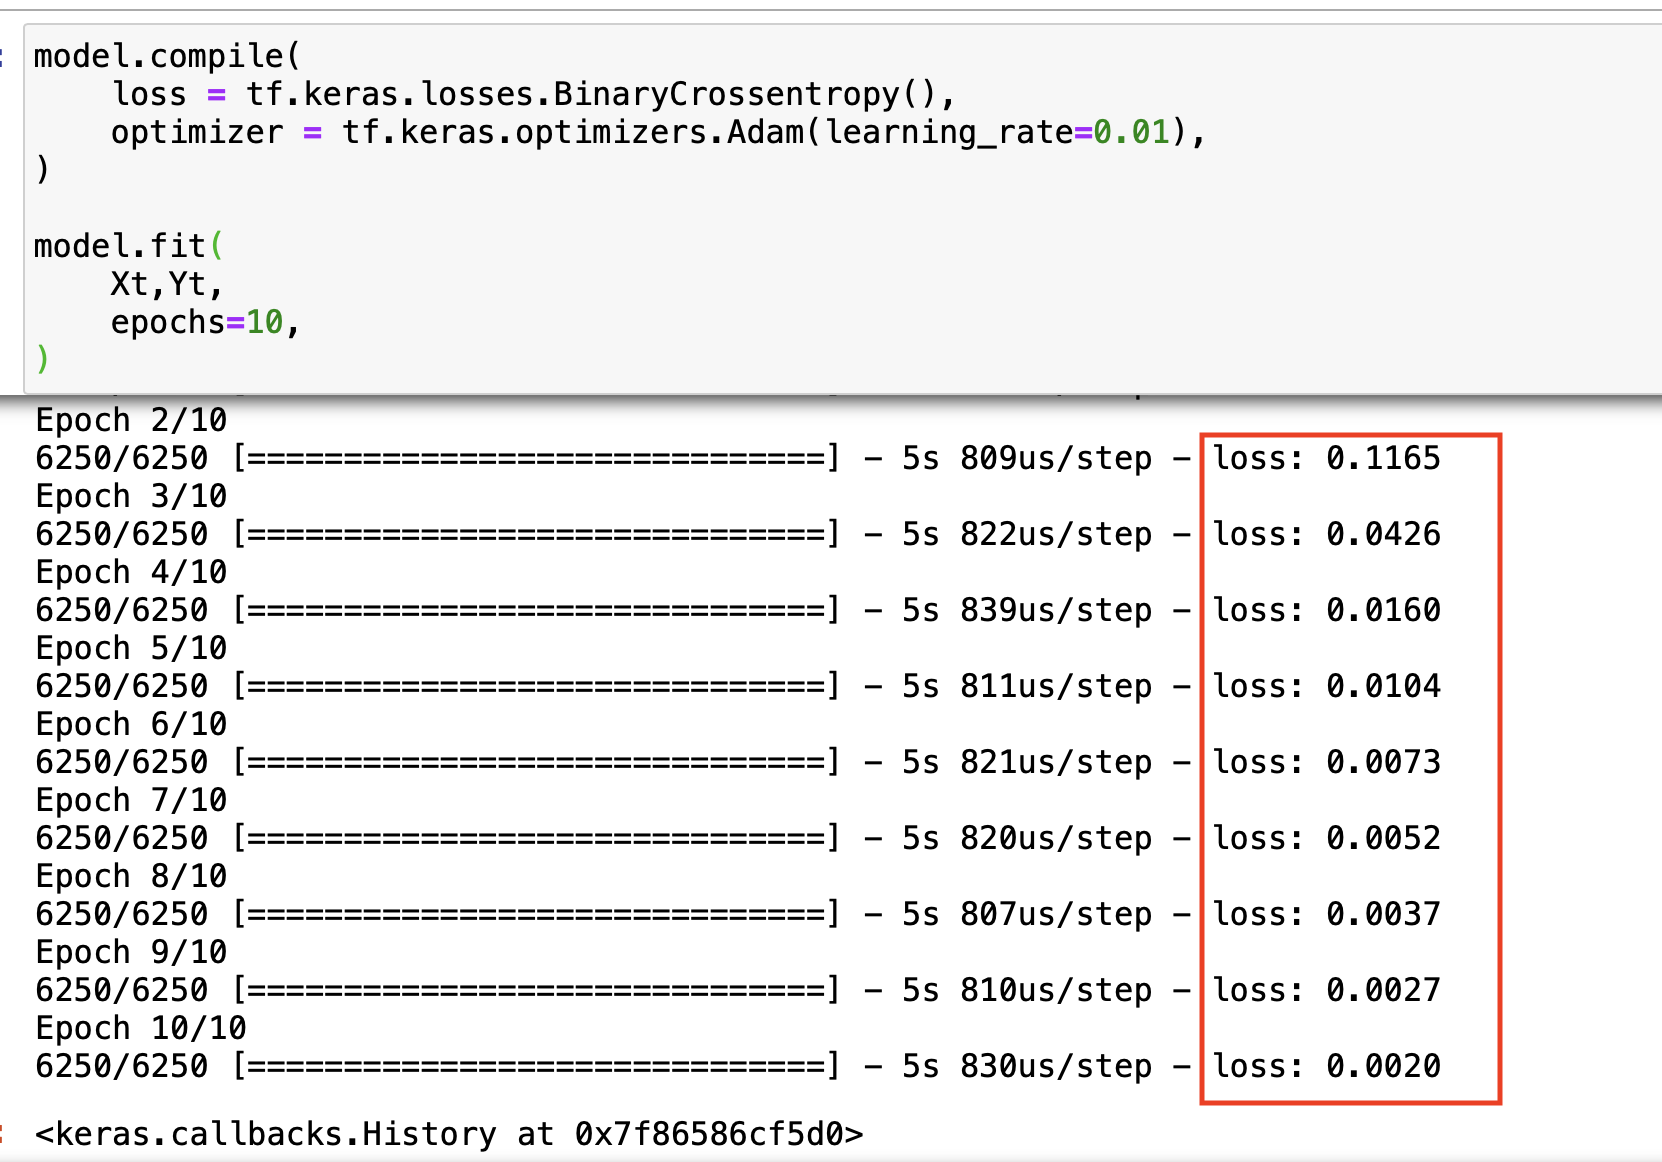 model.compile(
    loss = tf.keras.losses.BinaryCrossentropy(),
    optimizer = tf.keras.optimizers.Adam(learning_rate=0.01),
)

model.fit(
    Xt,Yt,
    epochs=10,
)
Epoch 2/10
6250/6250 [==============================] - 5s 809us/step - loss: 0.1165
Epoch 3/10
6250/6250 [==============================] - 5s 822us/step - loss: 0.0426
Epoch 4/10
6250/6250 [==============================] - 5s 839us/step - loss: 0.0160
Epoch 5/10
6250/6250 [==============================] - 5s 811us/step - loss: 0.0104
Epoch 6/10
6250/6250 [==============================] - 5s 821us/step - loss: 0.0073
Epoch 7/10
6250/6250 [==============================] - 5s 820us/step - loss: 0.0052
Epoch 8/10
6250/6250 [==============================] - 5s 807us/step - loss: 0.0037
Epoch 9/10
6250/6250 [==============================] - 5s 810us/step - loss: 0.0027
Epoch 10/10
6250/6250 [==============================] - 5s 830us/step - loss: 0.0020
<keras.callbacks.History at 0x7f86586cf5d0>